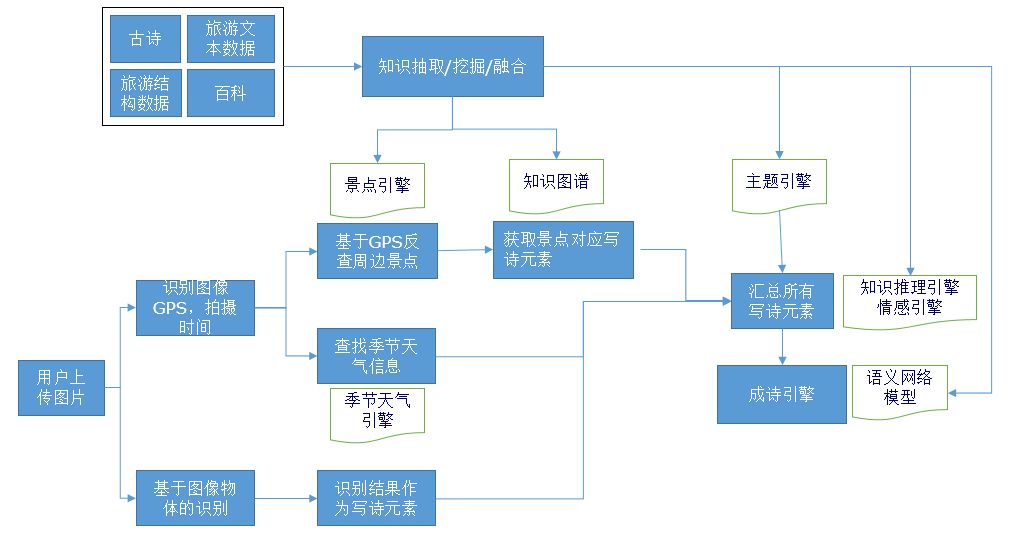 古诗
旅游文
本数据
旅游结
构数据
百科
知识抽取/挖掘/融合
景点引擎
知识图谱
主题引擎
基于GPS反
查周边景点
获取景点对应写
诗元素
识别图像
GPS，拍摄
时间
汇总所有
写诗元素
知识推理引擎
情感引擎
查找季节天
气信息
用户上
传图片
季节天气
引擎
成诗引擎
语义网络
模型
基于图像物
体的识别
识别结果作
为写诗元素